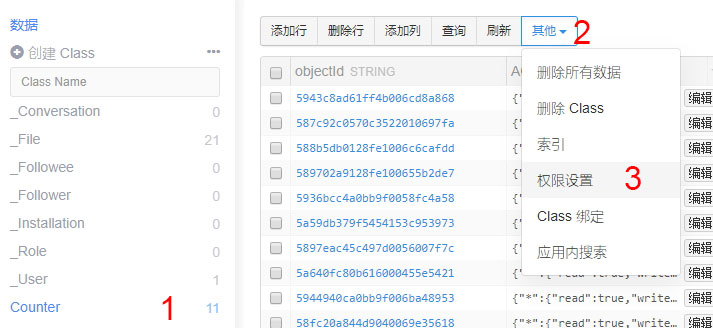 数据
创建 Class •••
Class Name
_Conversation 0
_File 21
_Followee 0
_Follower 0
_Installation 0
_Role 0
_User 1
Counter 1 11
添加行 删除行 添加列 查询 刷新 其他 2
删除所有数据
删除 Class
索引
权限设置 3
Class 绑定
应用内搜索
objectId STRING
5943c8ad61ff4b006cd8a868 {" 编辑
587c92c0570c3522010697fa {" 编辑
588b5db0128fe1006c6cafdd {" 编辑
589702a9128fe100655b2de7 {" 编辑
5936bcc4a0bb9f0058fc4a58 {" 编辑
5a59db379f5454153c953973 {" 编辑
5897eac45c497d0056007f7c {" 编辑
5a640fc80b616000455e5421 {"*":{"read":true,"write… 编辑
5944940ca0bb9f006ba48953 {"*":{"read":true,"write… 编辑
58fc20a844d9040069e35618 {"*":{"read":true,"write… 编辑